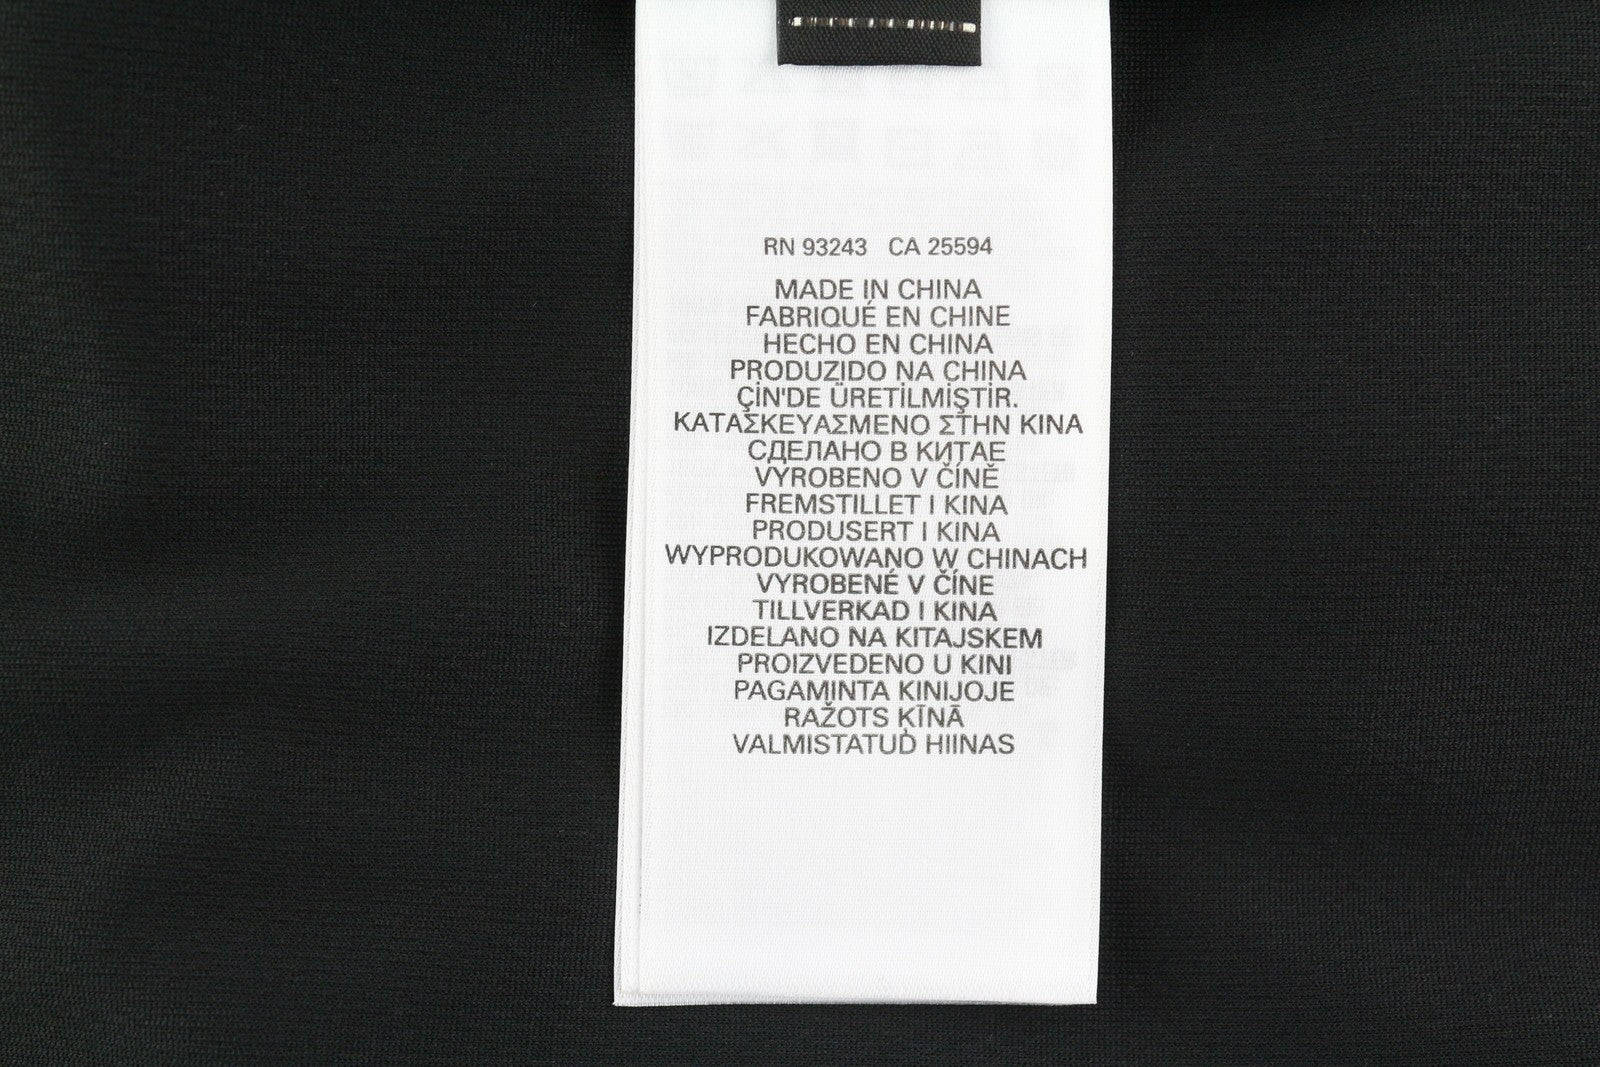 RN 93243 CA 25594
MADE IN CHINA
FABRIQUÉ EN CHINE
HECHO EN CHINA
PRODUZIDO NA CHINA
ÇİN'DE ÜRETİLMİŞTİR.
ΚΑΤΑΣΚΕΥΑΣΜΕΝΟ ΣΤΗΝ ΚΙΝΑ
СДЕЛАНО В КИТАЕ
VYROBENO V ČÍNĚ
FREMSTILLET I KINA
PRODUSERT I KINA
WYPRODUKOWANO W CHINACH
VYROBENÉ V ČÍNE
TILLVERKAD I KINA
IZDELANO NA KITAJSKEM
PROIZVEDENO U KINI
PAGAMINTA KINIJOJE
RAŽOTS ĶĪNĀ
VALMISTATUD HIINAS